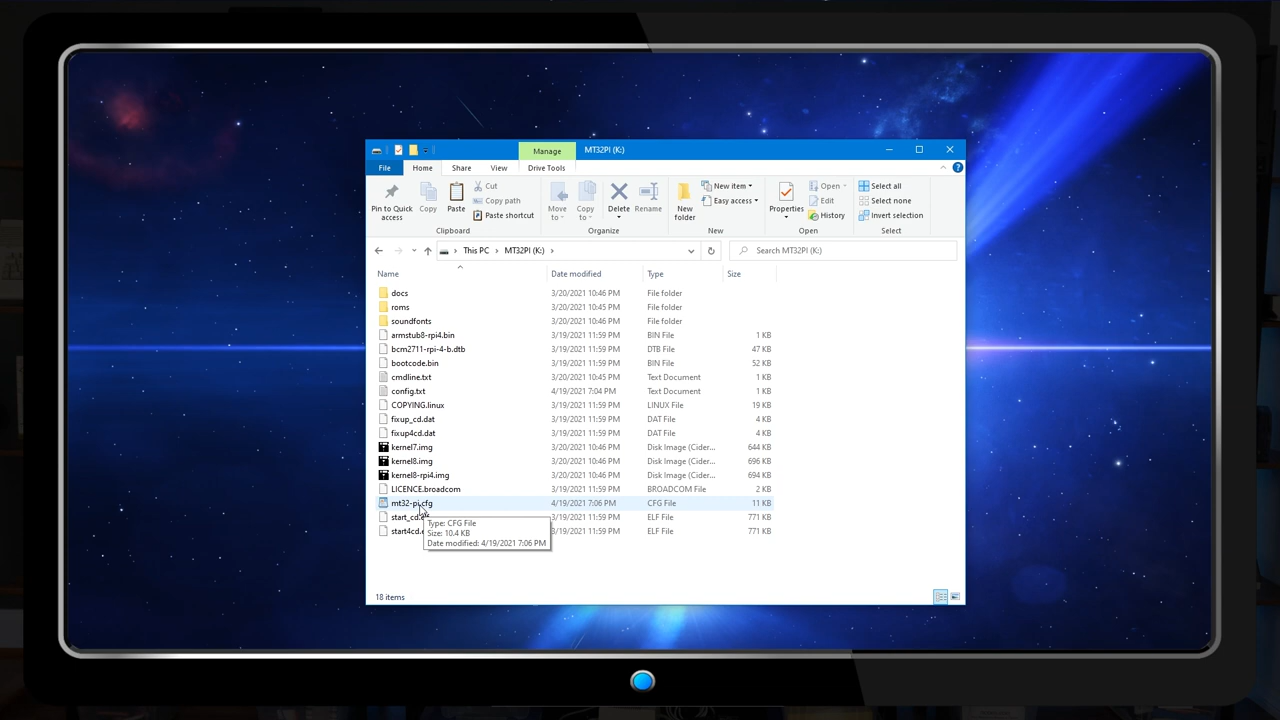 Manage
MT32PI (K:)
File
Home
Share
View
Drive Tools
Pin to Quick access
Copy
Paste
Cut
Copy path
Paste shortcut
Clipboard
Move to
Copy to
Delete
Rename
Organize
New folder
New item
Easy access
New
Properties
Open
Edit
History
Open
Select all
Select none
Invert selection
Select
This PC > MT32PI (K:) >
Search MT32PI (K:)
Name Date modified Type Size
docs 3/20/2021 10:46 PM File folder
roms 3/20/2021 10:45 PM File folder
soundfonts 3/20/2021 10:46 PM File folder
armstub8-rpi4.bin 3/19/2021 11:59 PM BIN File 1 KB
bcm2711-rpi-4-b.dtb 3/19/2021 11:59 PM DTB File 47 KB
bootcode.bin 3/19/2021 11:59 PM BIN File 52 KB
cmdline.txt 3/20/2021 10:45 PM Text Document 1 KB
config.txt 4/19/2021 7:04 PM Text Document 1 KB
COPYING.linux 3/19/2021 11:59 PM LINUX File 19 KB
fixup_cd.dat 3/19/2021 11:59 PM DAT File 4 KB
fixup4cd.dat 3/19/2021 11:59 PM DAT File 4 KB
kernel7.img 3/20/2021 10:46 PM Disk Image (Cider... 644 KB
kernel8.img 3/20/2021 10:46 PM Disk Image (Cider... 696 KB
kernel8-rpi4.img 3/20/2021 10:46 PM Disk Image (Cider... 694 KB
LICENCE.broadcom 3/19/2021 11:59 PM BROADCOM File 2 KB
mt32-pi.cfg 4/19/2021 7:06 PM CFG File 11 KB
3/19/2021 11:59 PM ELF File 771 KB
3/19/2021 11:59 PM ELF File 771 KB
Type: CFG File
Size: 10.4 KB
Date modified: 4/19/2021 7:06 PM
18 items